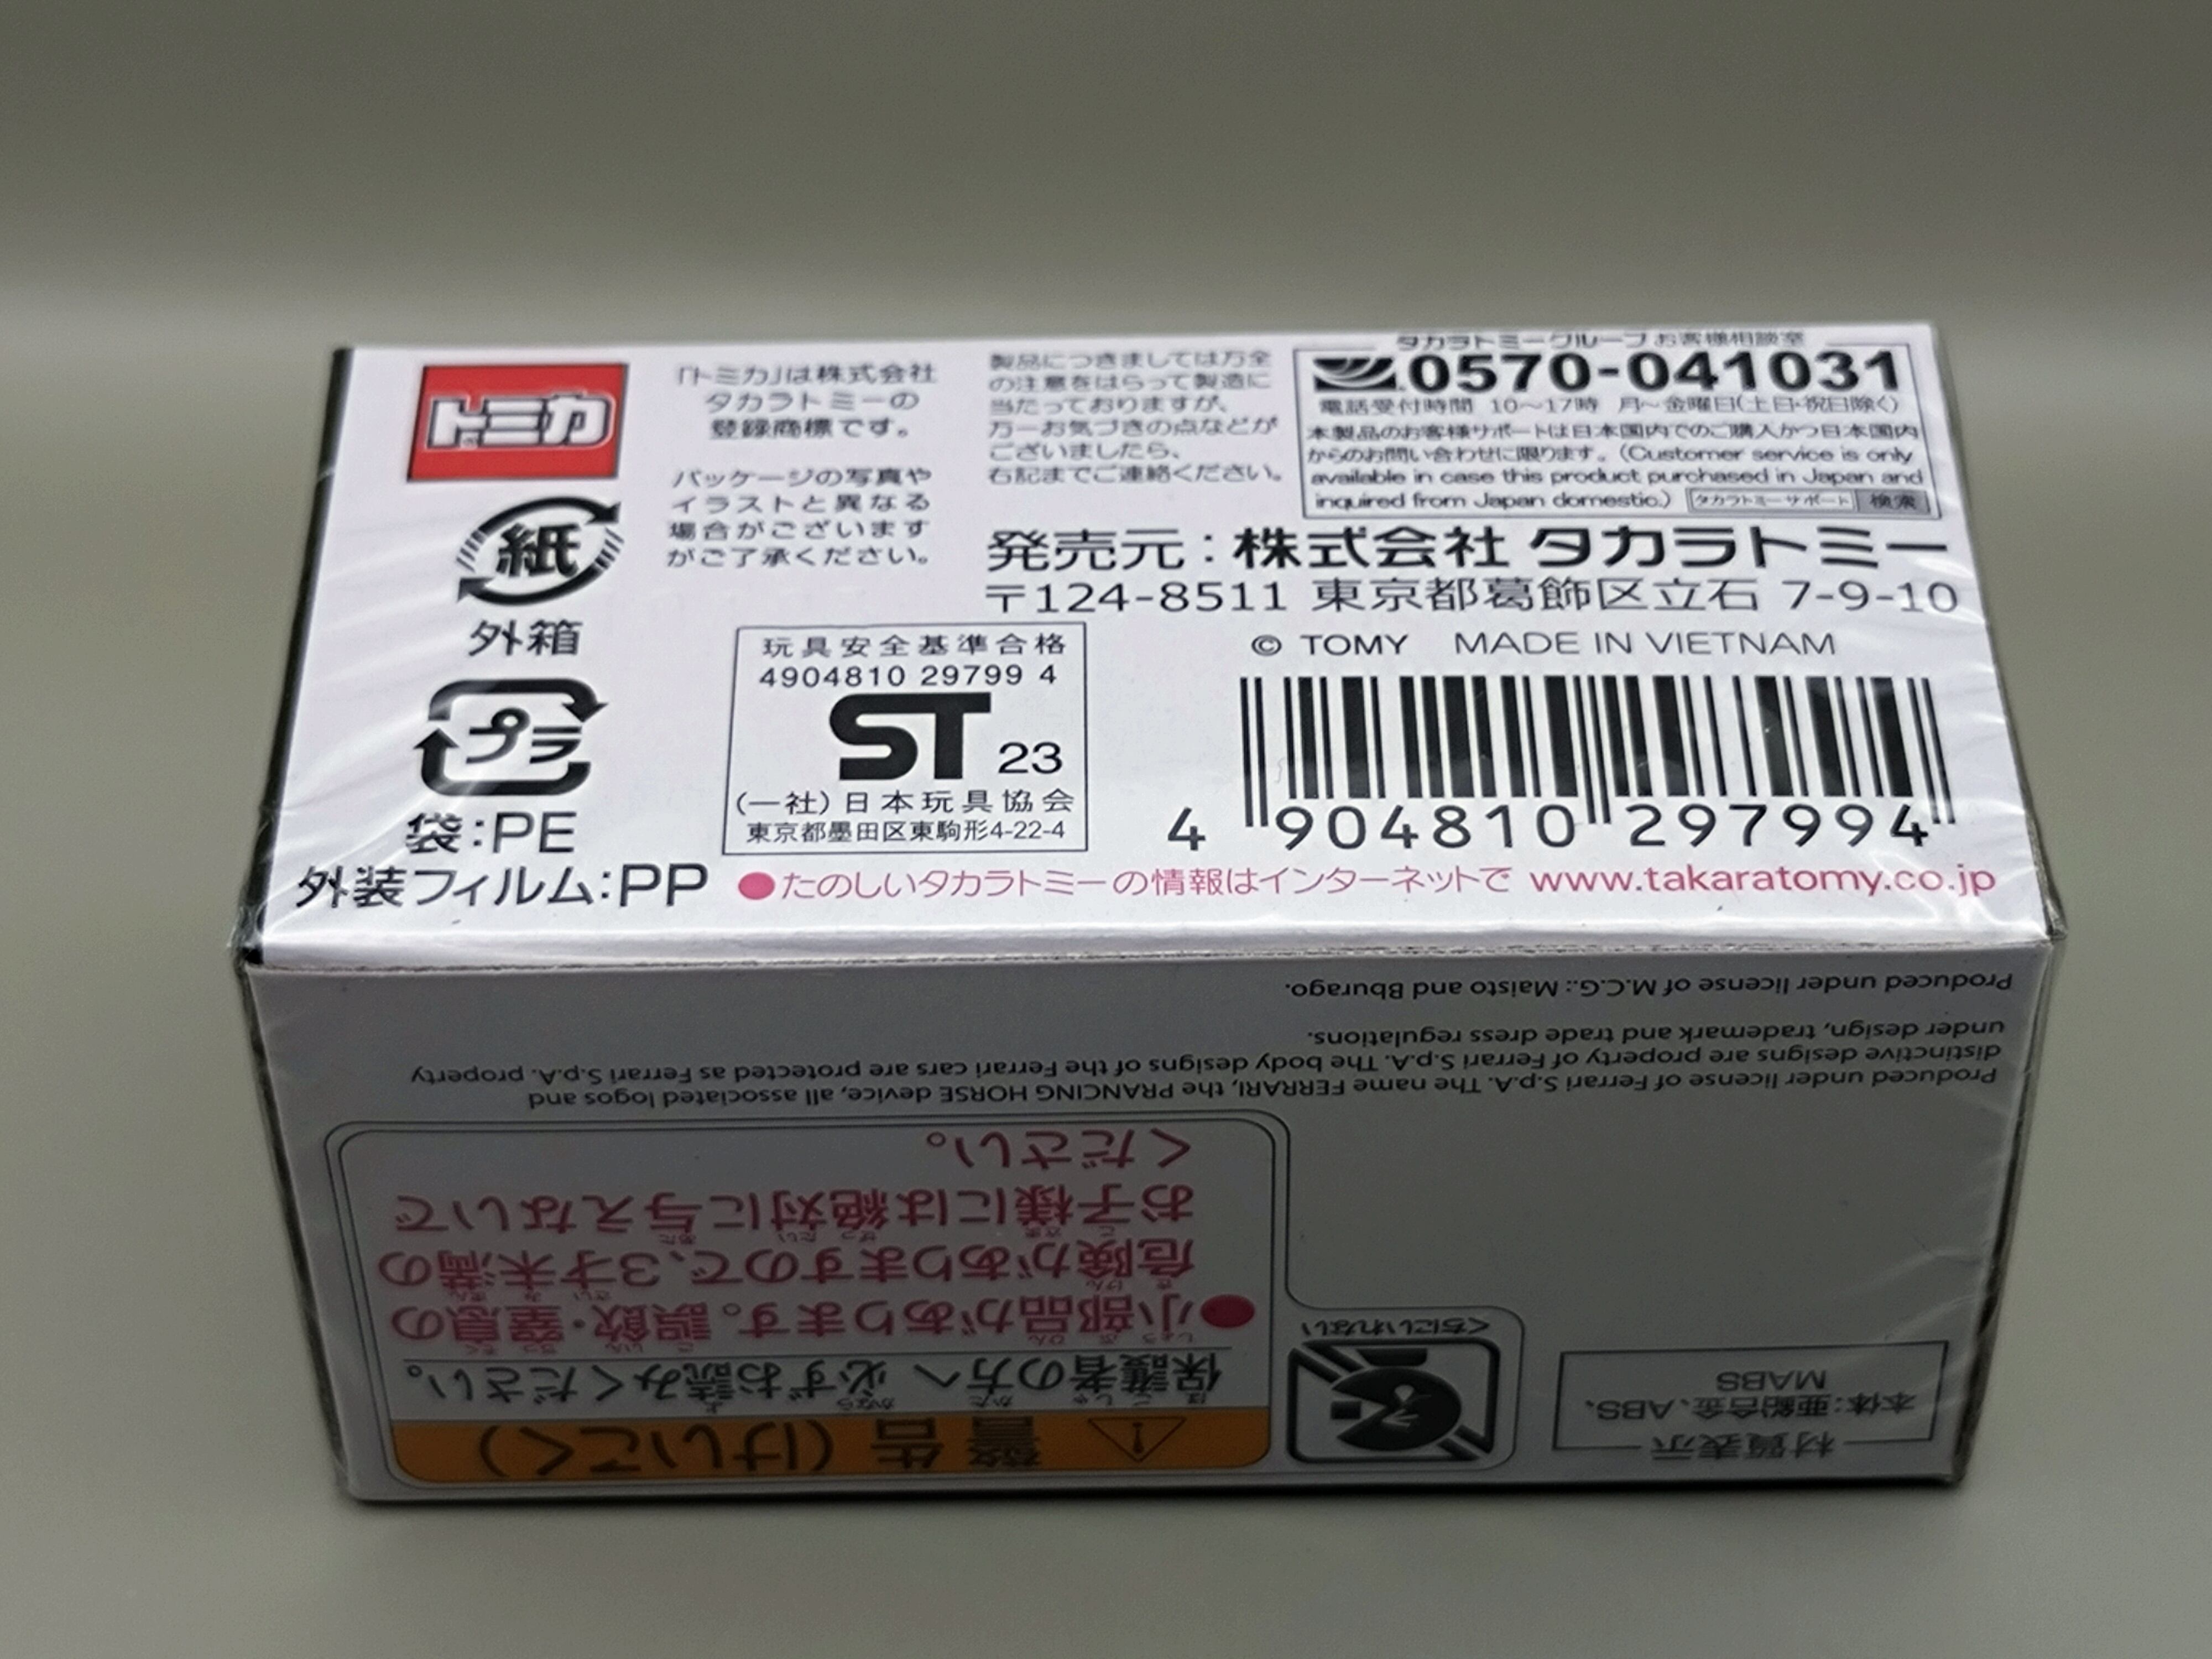 トミカ
「トミカ」は株式会社
タカラトミーの
登録商標です。
パッケージの写真や
イラストと異なる
場合がございます
がご了承ください。
製品につきましては万全
の注意をはらって製造に
当たっておりますが、
万一お気づきの点などが
ございましたら、
右記までご連絡ください。
タカラトミーグループ お客様相談室
0570-041031
電話受付時間 10〜17時 月〜金曜日(土・日・祝日除く)
本製品のお客様サポートは日本国内でのご購入かつ日本国内
からのお問い合わせに限ります。(Customer service is only
available in case this product purchased in Japan and
inquired from Japan domestic.) タカラトミーサポート 検索
発売元:株式会社 タカラトミー
〒124-8511 東京都葛飾区立石 7-9-10
© TOMY MADE IN VIETNAM
紙
外箱
プラ
袋:PE
外装フィルム:PP
玩具安全基準合格
4904810 29799 4
ST 23
(一社)日本玩具協会
東京都墨田区東駒形4-22-4
4 904810 297994
●たのしいタカラトミーの情報はインターネットで www.takaratomy.co.jp
材質表示
本体:亜鉛合金、ABS、
MABS
くちにいれない
警告(けいこく)
保護者の方へ 必ずお読みください。
●小部品があります。誤飲・窒息の
危険がありますので、3才未満の
お子様には絶対に与えないで
ください。
Produced under license of Ferrari S.p.A. The name FERRARI, the PRANCING HORSE device, all associated logos and
distinctive designs are property of Ferrari S.p.A. The body designs of the Ferrari cars are protected as Ferrari S.p.A. property
under design, trademark and trade dress regulations.
Produced under license of M.C.G.: Maisto and Bburago.